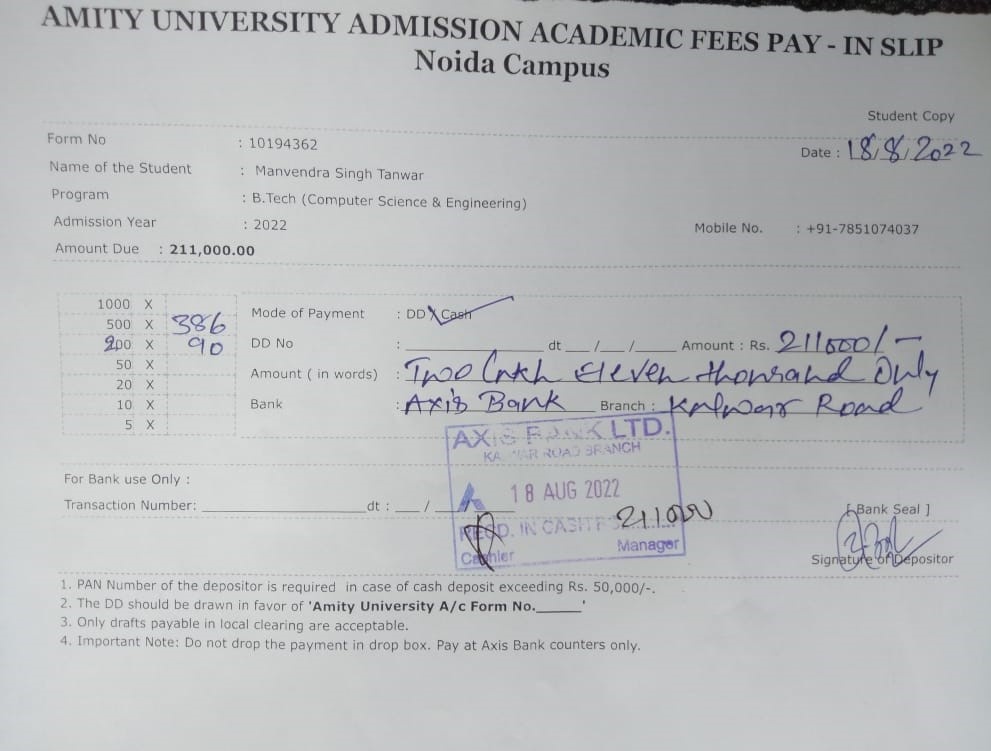 AMITY UNIVERSITY ADMISSION ACADEMIC FEES PAY - IN SLIP
Noida Campus
Student Copy
Form No : 10194362
Date : 18/8/2022
Name of the Student : Manvendra Singh Tanwar
Program : B.Tech (Computer Science & Engineering)
Admission Year : 2022
Mobile No. : +91-7851074037
Amount Due : 211,000.00
1000 X
500 X 386
200 X 90
50 X
20 X
10 X
5 X
Mode of Payment : DD / Cash
DD No : ____________ dt __/__/____ Amount : Rs. 211000/-
Amount ( in words) : Two Lakh Eleven thousand Only
Bank : Axis Bank Branch : Kalwar Road
AXIS BANK LTD.
KALWAR ROAD BRANCH
18 AUG 2022
RECD. IN CASH 211000
Cashier Manager
For Bank use Only :
Transaction Number: ____________ dt : __/
[ Bank Seal ]
Signature of Depositor
1. PAN Number of the depositor is required in case of cash deposit exceeding Rs. 50,000/-.
2. The DD should be drawn in favor of 'Amity University A/c Form No.______'
3. Only drafts payable in local clearing are acceptable.
4. Important Note: Do not drop the payment in drop box. Pay at Axis Bank counters only.